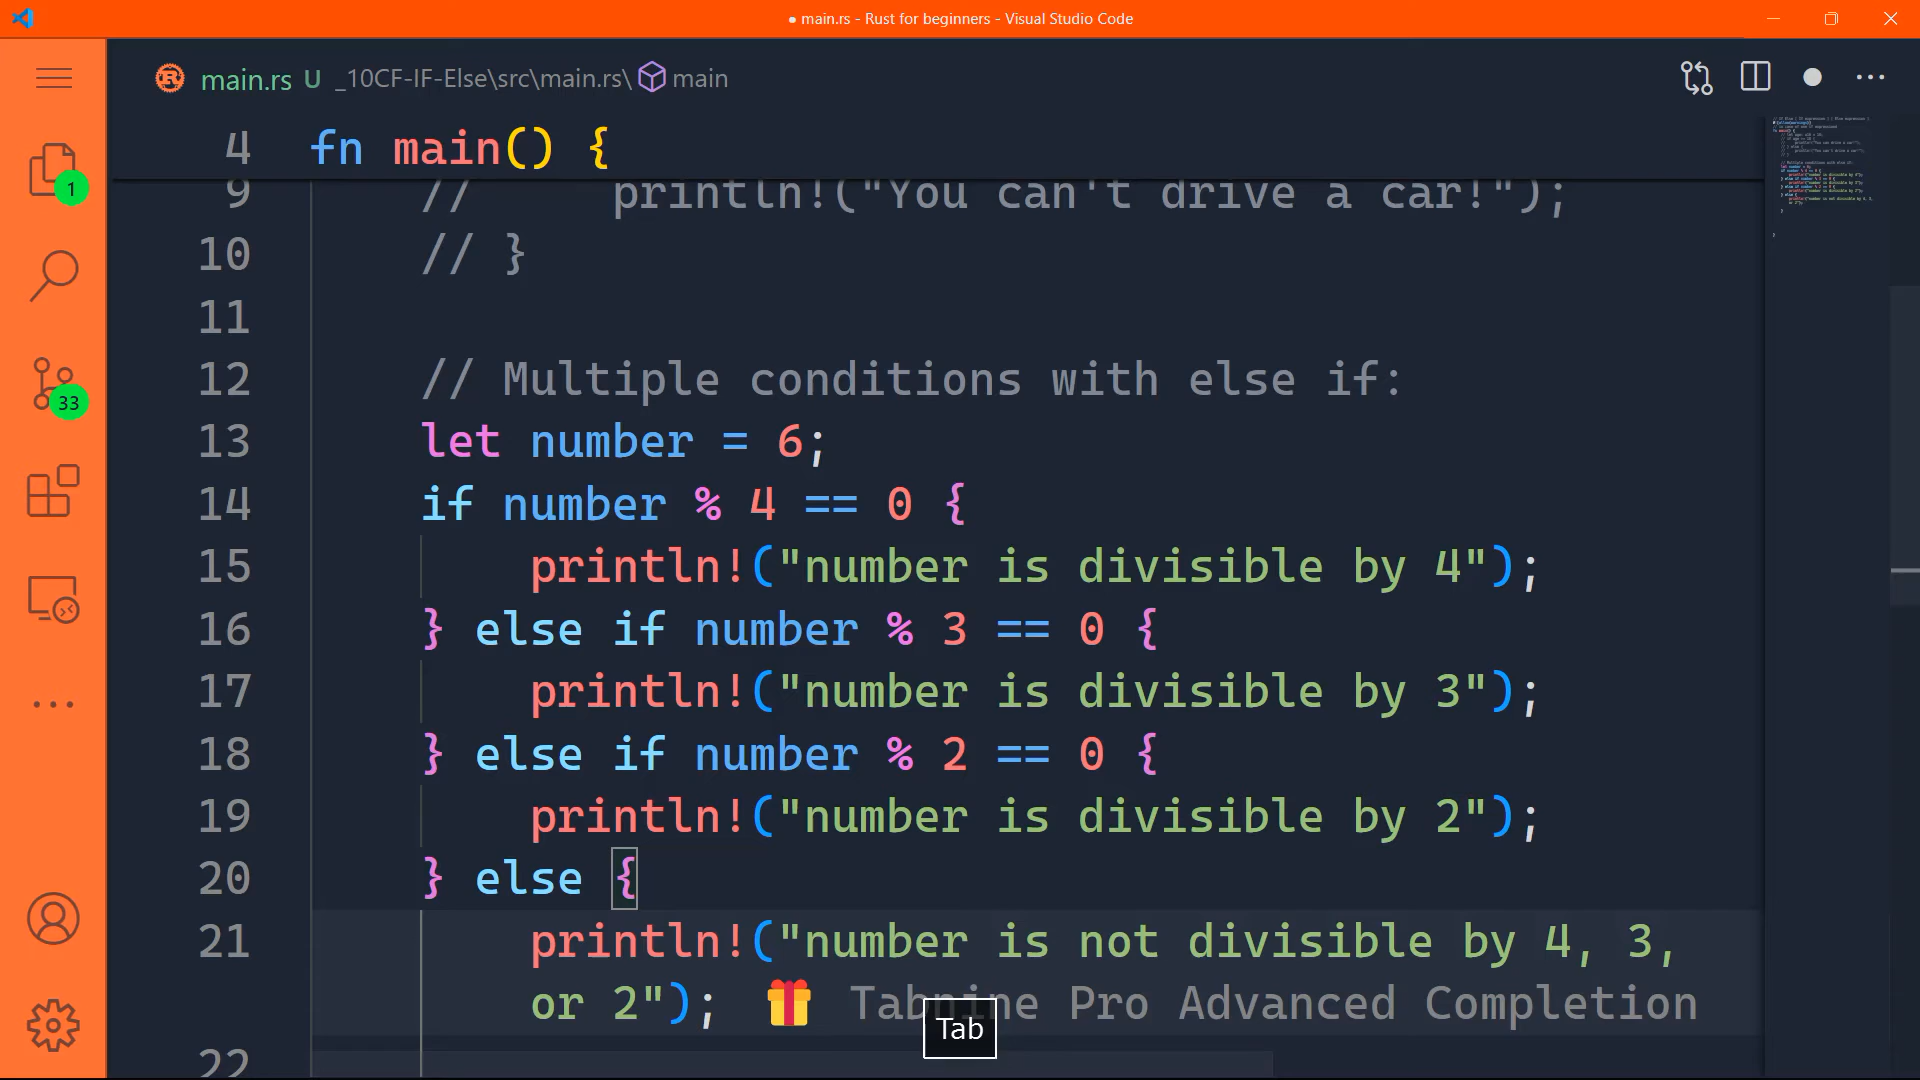 ● main.rs - Rust for beginners - Visual Studio Code
main.rs U _10CF-IF-Else\src\main.rs\ main
4 fn main() {
9 // println!("You can't drive a car!");
10 // }
11
12 // Multiple conditions with else if:
13 let number = 6;
14 if number % 4 == 0 {
15 println!("number is divisible by 4");
16 } else if number % 3 == 0 {
17 println!("number is divisible by 3");
18 } else if number % 2 == 0 {
19 println!("number is divisible by 2");
20 } else {
21 println!("number is not divisible by 4, 3,
or 2"); Tabnine Pro Advanced Completion
22
Tab
1
33